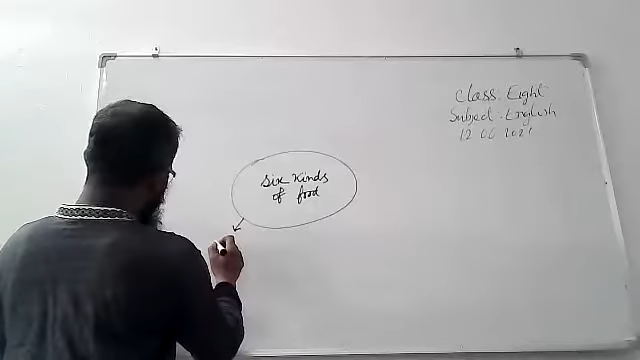 Class. Eight
Subject. English
12 06 2021
six kinds
of food